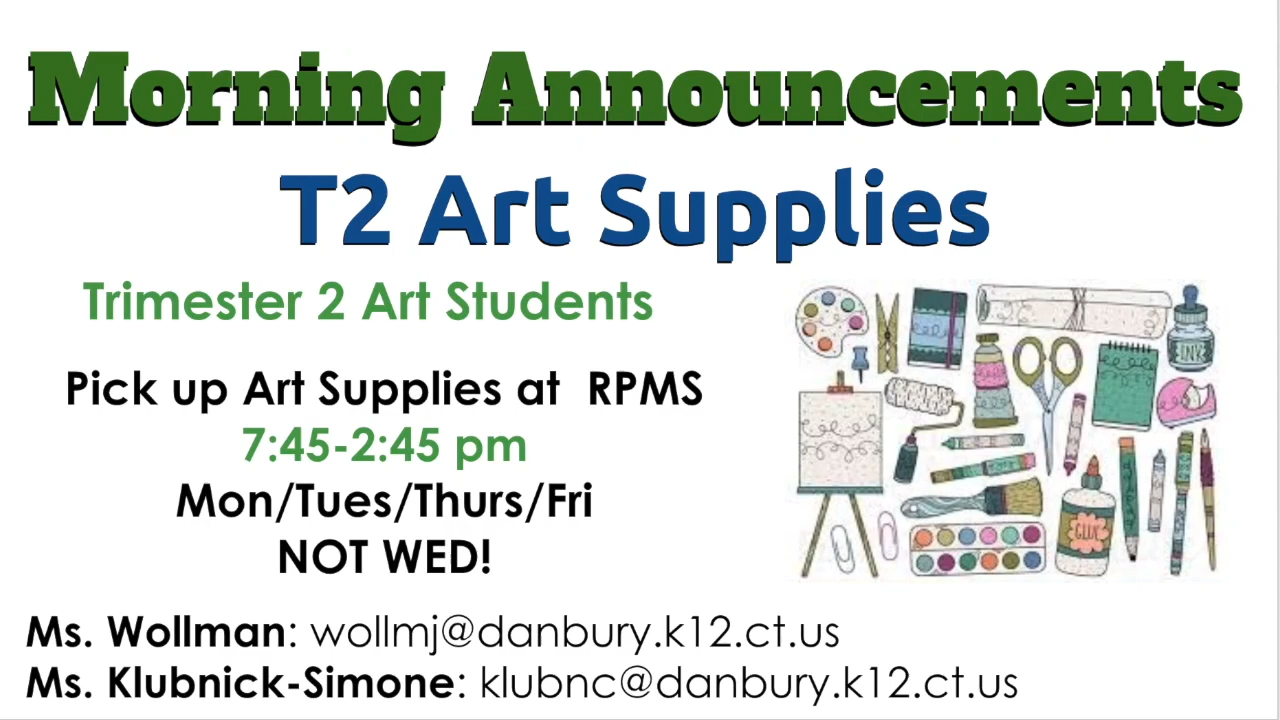 Morning Announcements
T2 Art Supplies
Trimester 2 Art Students
Pick up Art Supplies at RPMS
7:45-2:45 pm
Mon/Tues/Thurs/Fri
NOT WED!
INK
GLUE
Ms. Wollman: wollmj@danbury.k12.ct.us
Ms. Klubnick-Simone: klubnc@danbury.k12.ct.us